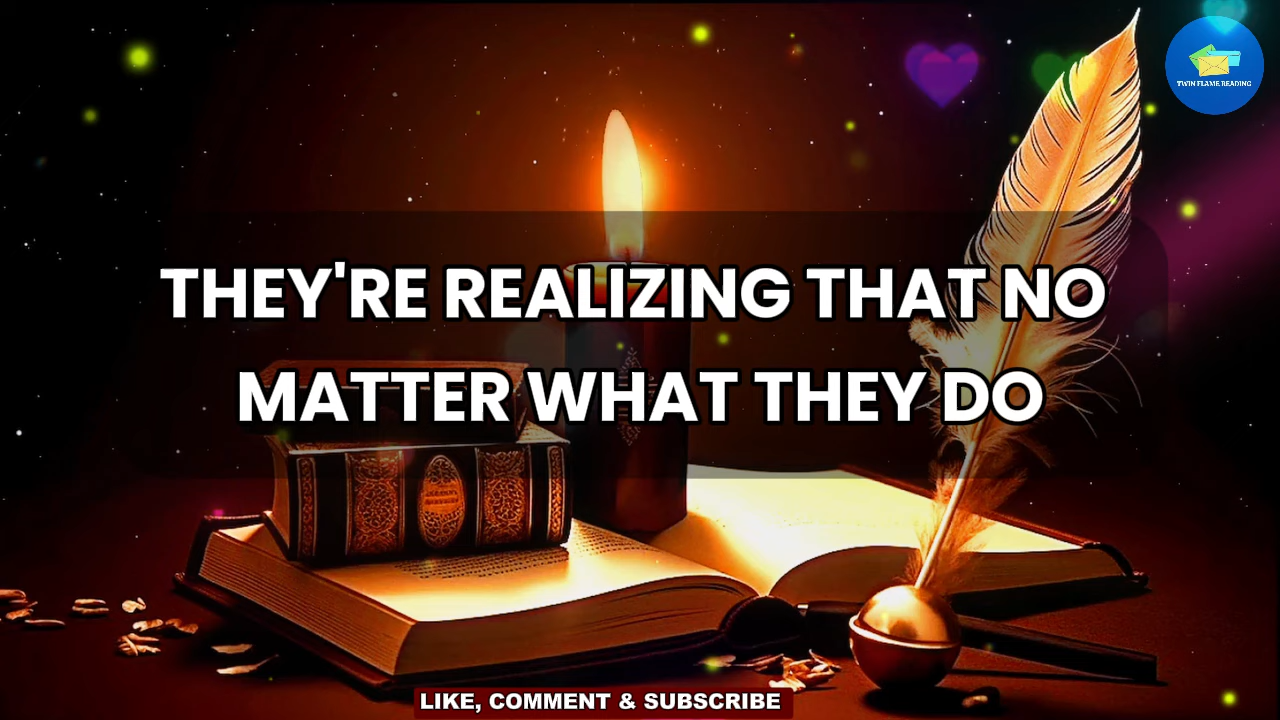 TWIN FLAME READING
THEY'RE REALIZING THAT NO
MATTER WHAT THEY DO
LIKE, COMMENT & SUBSCRIBE